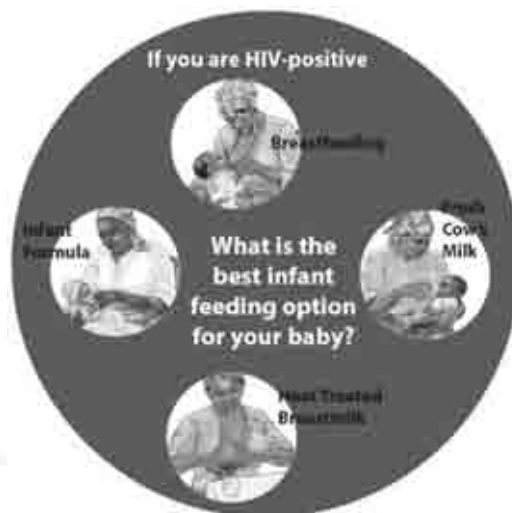 If you are HIV-positive
Breastfeeding
Infant
Formula
Fresh
Cow's
Milk
What is the
best infant
feeding option
for your baby?
Heat Treated
Breastmilk